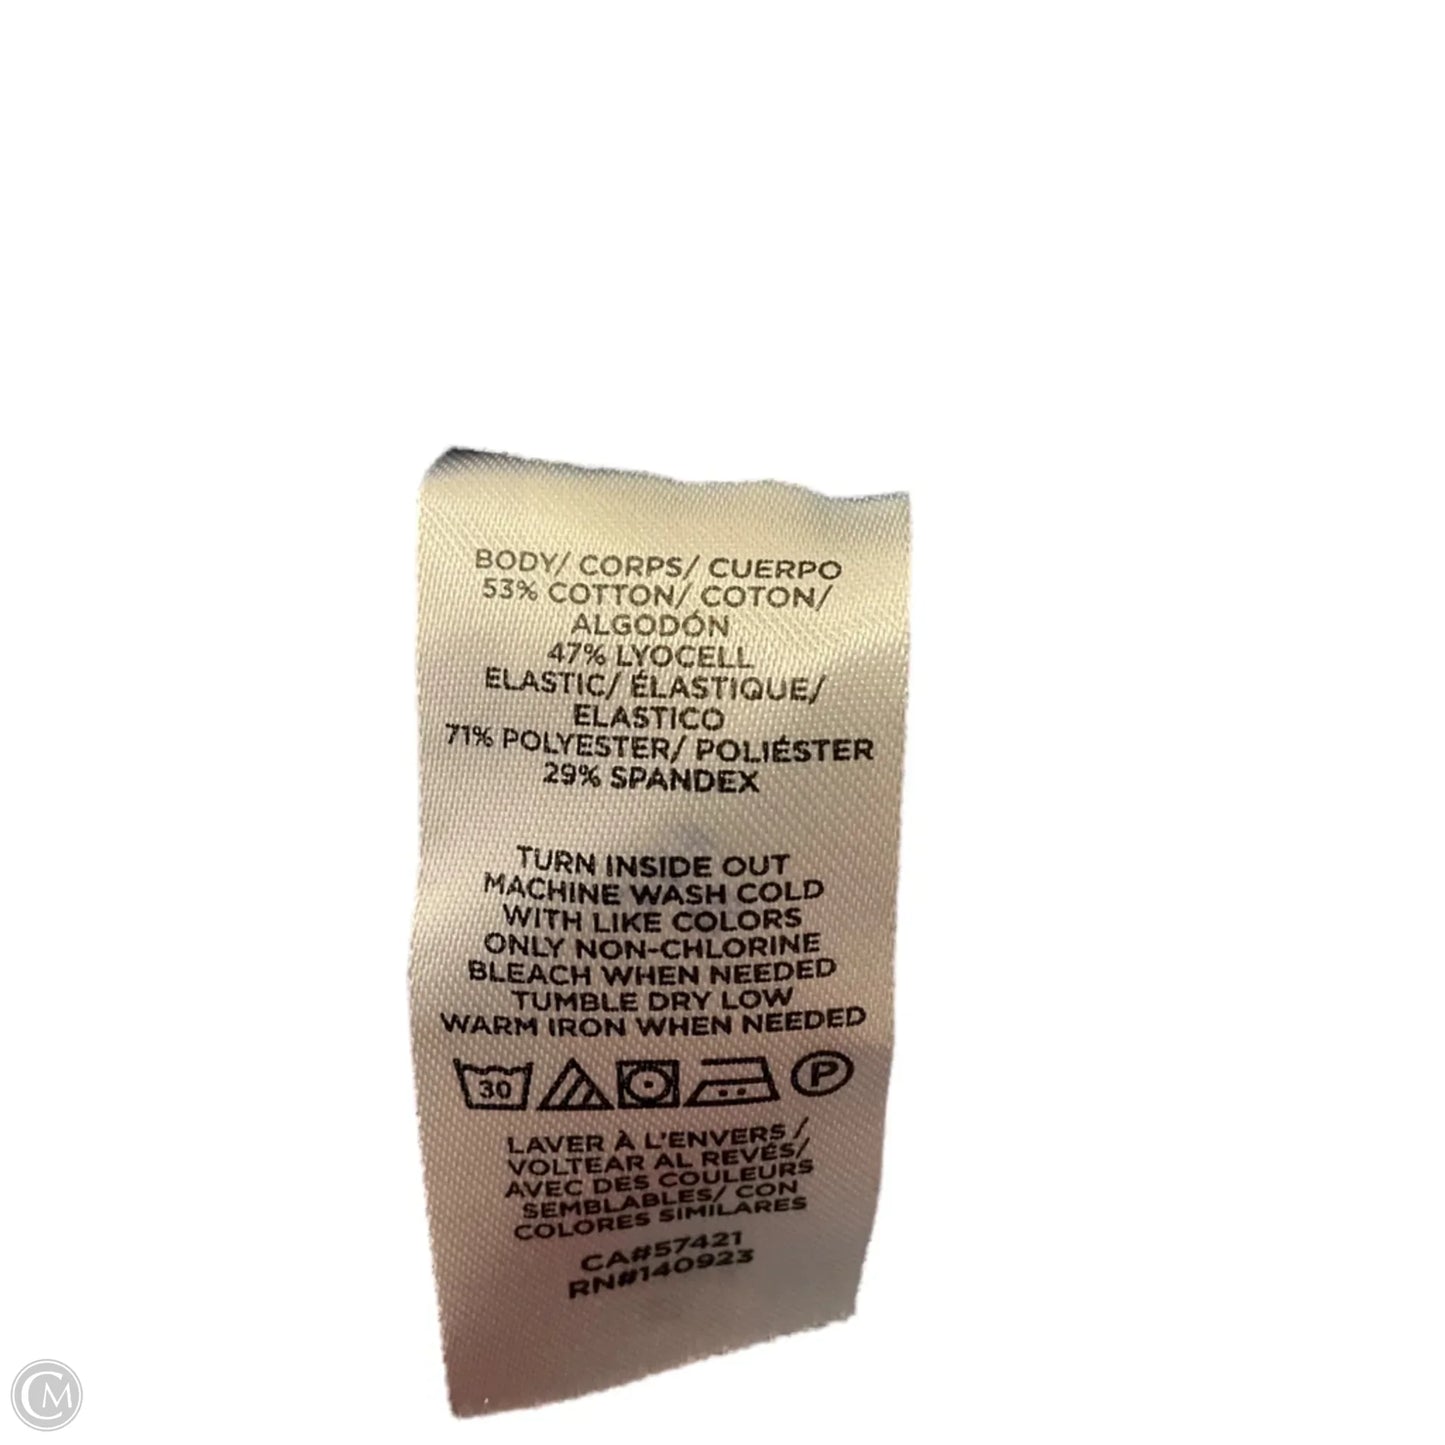 BODY/ CORPS/ CUERPO
53% COTTON/ COTON/
ALGODÓN
47% LYOCELL
ELASTIC/ ÉLASTIQUE/
ELASTICO
71% POLYESTER/ POLIÉSTER
29% SPANDEX
TURN INSIDE OUT
MACHINE WASH COLD
WITH LIKE COLORS
ONLY NON-CHLORINE
BLEACH WHEN NEEDED
TUMBLE DRY LOW
WARM IRON WHEN NEEDED
30 P
LAVER À L'ENVERS /
VOLTEAR AL REVÉS/
AVEC DES COULEURS
SEMBLABLES/ CON
COLORES SIMILARES
CA#57421
RN#140923
CM